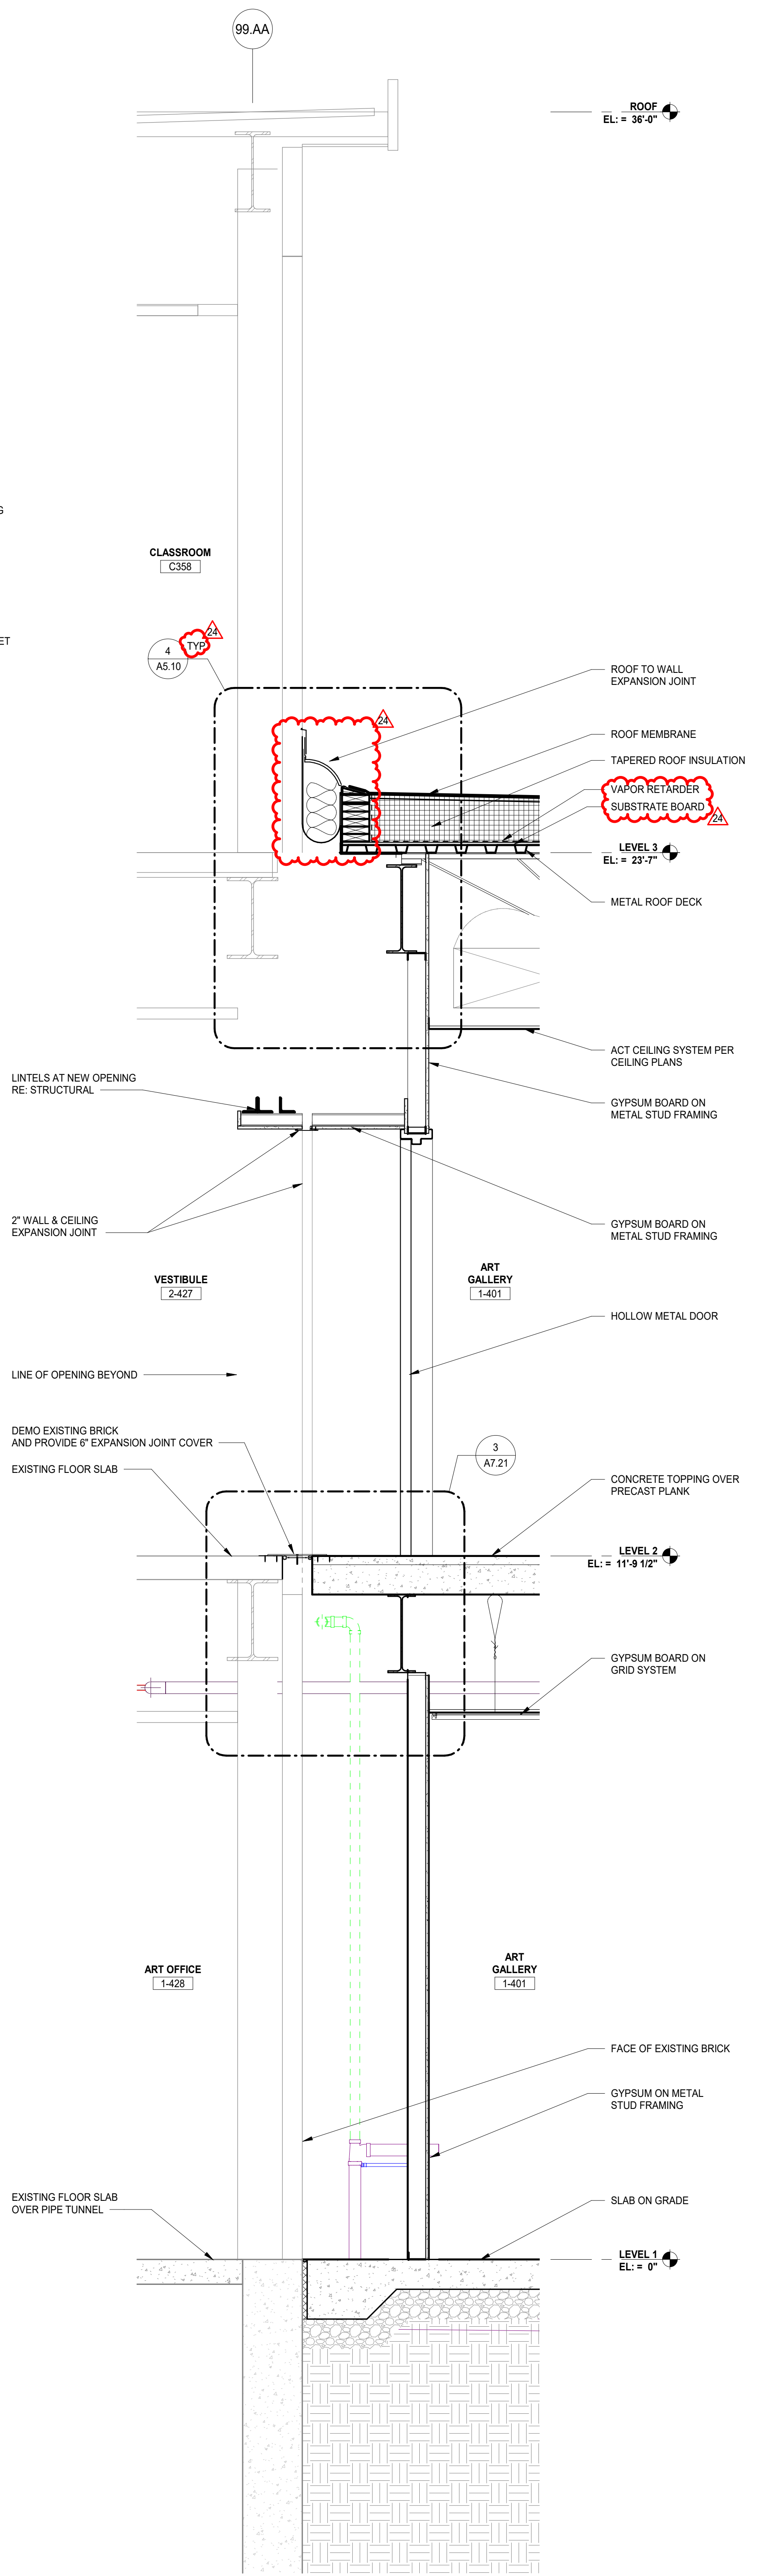 99.AA
ROOF
EL: = 36'-0"
G
CLASSROOM
C358
ET
24
TYP
4
A5.10
ROOF TO WALL
EXPANSION JOINT
24
ROOF MEMBRANE
TAPERED ROOF INSULATION
VAPOR RETARDER
SUBSTRATE BOARD
24
LEVEL 3
EL: = 23'-7"
METAL ROOF DECK
ACT CEILING SYSTEM PER
CEILING PLANS
LINTELS AT NEW OPENING
RE: STRUCTURAL
GYPSUM BOARD ON
METAL STUD FRAMING
2" WALL & CEILING
EXPANSION JOINT
GYPSUM BOARD ON
METAL STUD FRAMING
VESTIBULE
2-427
ART
GALLERY
1-401
HOLLOW METAL DOOR
LINE OF OPENING BEYOND
DEMO EXISTING BRICK
AND PROVIDE 6" EXPANSION JOINT COVER
EXISTING FLOOR SLAB
3
A7.21
CONCRETE TOPPING OVER
PRECAST PLANK
LEVEL 2
EL: = 11'-9 1/2"
GYPSUM BOARD ON
GRID SYSTEM
ART OFFICE
1-428
ART
GALLERY
1-401
FACE OF EXISTING BRICK
GYPSUM ON METAL
STUD FRAMING
EXISTING FLOOR SLAB
OVER PIPE TUNNEL
SLAB ON GRADE
LEVEL 1
EL: = 0"